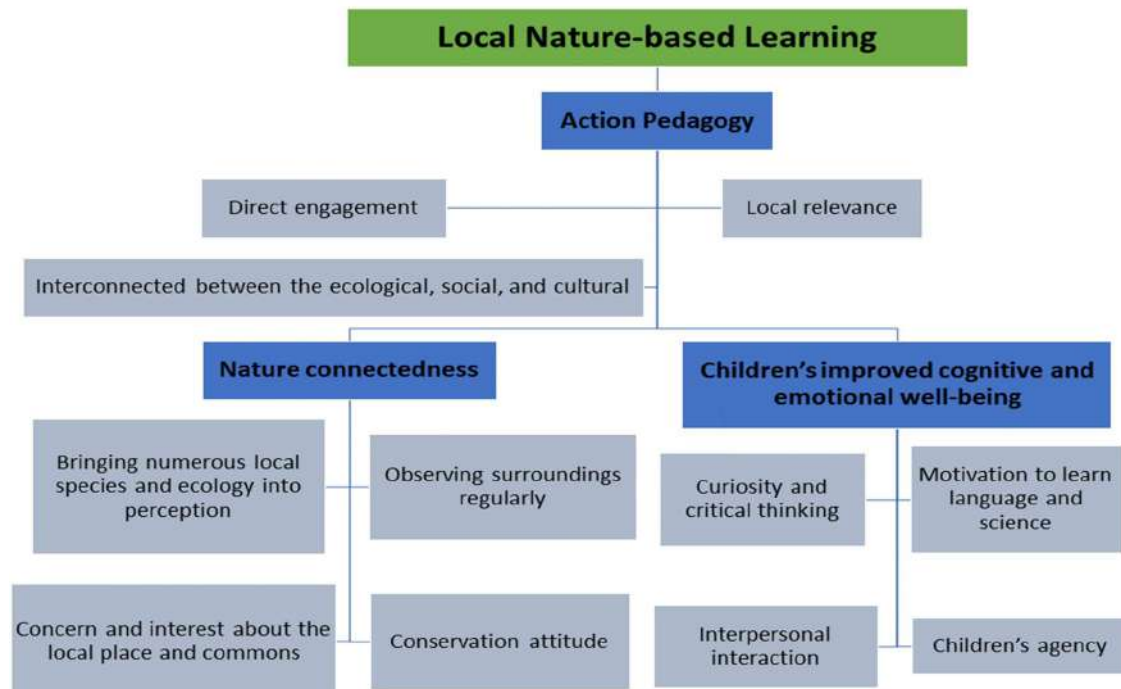 Local Nature-based Learning
Action Pedagogy
Direct engagement
Local relevance
Interconnected between the ecological, social, and cultural
Nature connectedness
Children's improved cognitive and
emotional well-being
Bringing numerous local
species and ecology into
perception
Observing surroundings
regularly
Curiosity and
critical thinking
Motivation to learn
language and
science
Concern and interest about the
local place and commons
Conservation attitude
Interpersonal
interaction
Children's agency